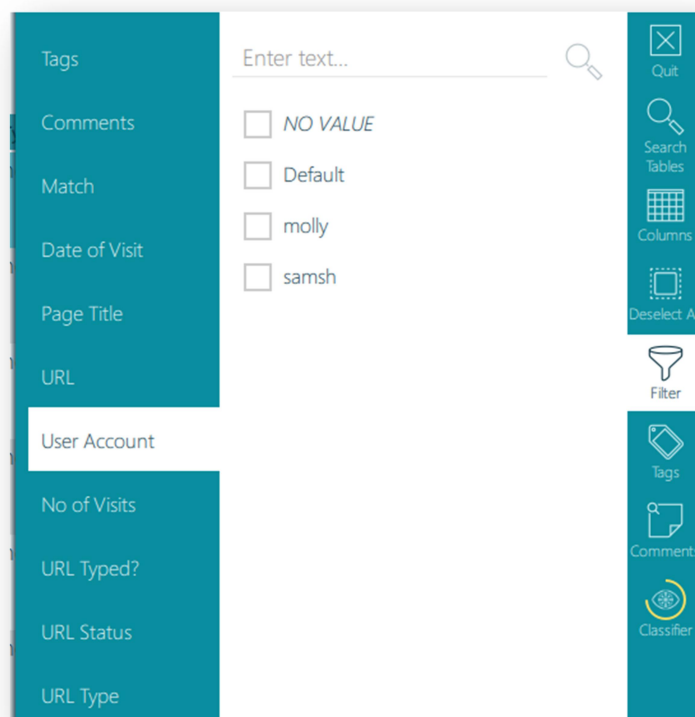 Tags
Comments
Match
Date of Visit
Page Title
URL
User Account
No of Visits
URL Typed?
URL Status
URL Type
Enter text...
NO VALUE
Default
molly
samsh
Quit
Search
Tables
Columns
Deselect A
Filter
Tags
Comment
Classifier